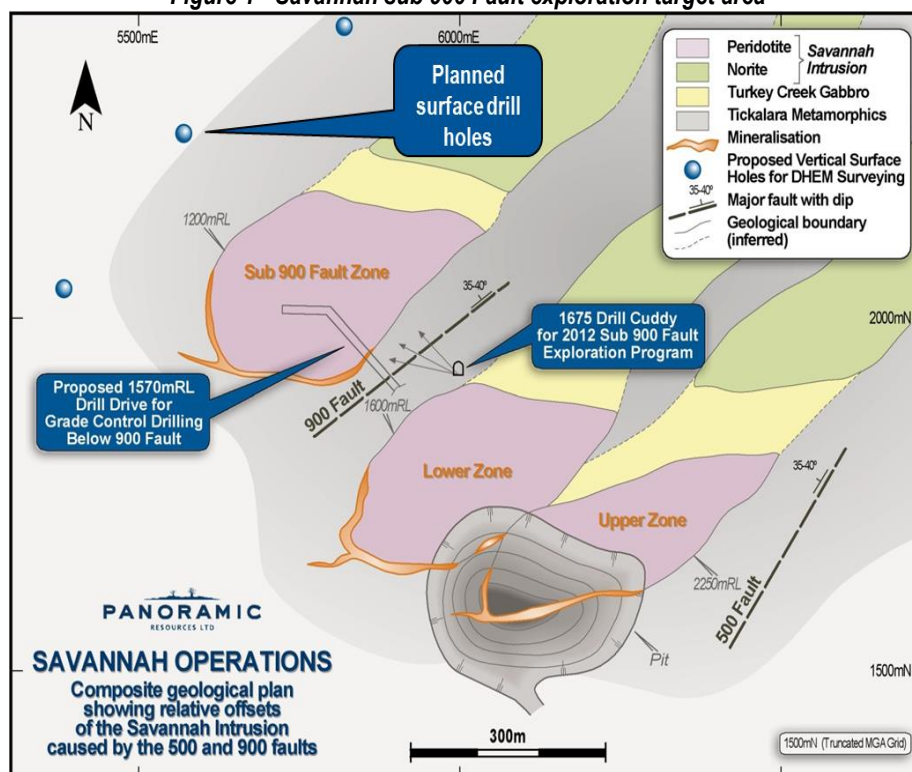 Figure 1 - Savannah Sub 900 Fault exploration target area
5500mE
6000mE
Planned
surface drill
holes
N
Peridotite
Norite
Savannah
Intrusion
Turkey Creek Gabbro
Tickalara Metamorphics
Mineralisation
Proposed Vertical Surface
Holes for DHEM Surveying
35-40º
Major fault with dip
Geological boundary
(inferred)
1200mRL
Sub 900 Fault Zone
35-40º
1675 Drill Cuddy
for 2012 Sub 900 Fault
Exploration Program
2000mN
Proposed 1570mRL
Drill Drive for
Grade Control Drilling
Below 900 Fault
900 Fault
1600mRL
Lower Zone
35-40º
Upper Zone
2250mRL
500 Fault
Pit
PANORAMIC
RESOURCES LTD
SAVANNAH OPERATIONS
Composite geological plan
showing relative offsets
of the Savannah Intrusion
caused by the 500 and 900 faults
1500mN
300m
1500mN (Truncated MGA Grid)